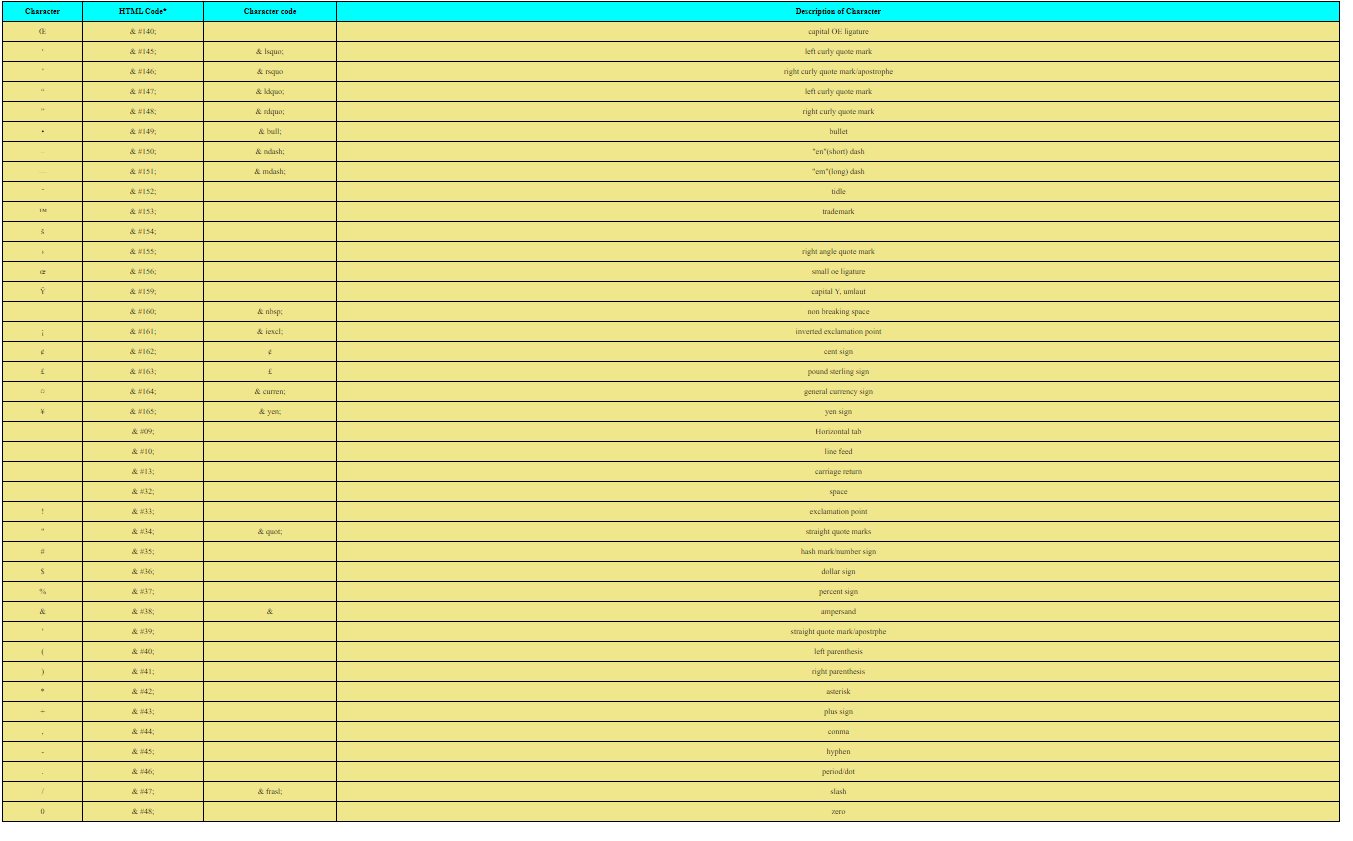 Character HTML Code* Character code Description of Character
Œ & #140; capital OE ligature
‘ & #145; & lsquo; left curly quote mark
’ & #146; & rsquo right curly quote mark/apostrophe
“ & #147; & ldquo; left curly quote mark
” & #148; & rdquo; right curly quote mark
• & #149; & bull; bullet
– & #150; & ndash; "en"(short) dash
— & #151; & mdash; "em"(long) dash
˜ & #152; tidle
™ & #153; trademark
š & #154;
› & #155; right angle quote mark
œ & #156; small oe ligature
Ÿ & #159; capital Y, umlaut
& #160; & nbsp; non breaking space
¡ & #161; & iexcl; inverted exclamation point
¢ & #162; ¢ cent sign
£ & #163; £ pound sterling sign
¤ & #164; & curren; general currency sign
¥ & #165; & yen; yen sign
& #09; Horizontal tab
& #10; line feed
& #13; carriage return
& #32; space
! & #33; exclamation point
" & #34; & quot; straight quote marks
# & #35; hash mark/number sign
$ & #36; dollar sign
% & #37; percent sign
& & #38; & ampersand
' & #39; straight quote mark/apostrphe
( & #40; left parenthesis
) & #41; right parenthesis
* & #42; asterisk
+ & #43; plus sign
, & #44; conma
- & #45; hyphen
. & #46; period/dot
/ & #47; & frasl; slash
0 & #48; zero